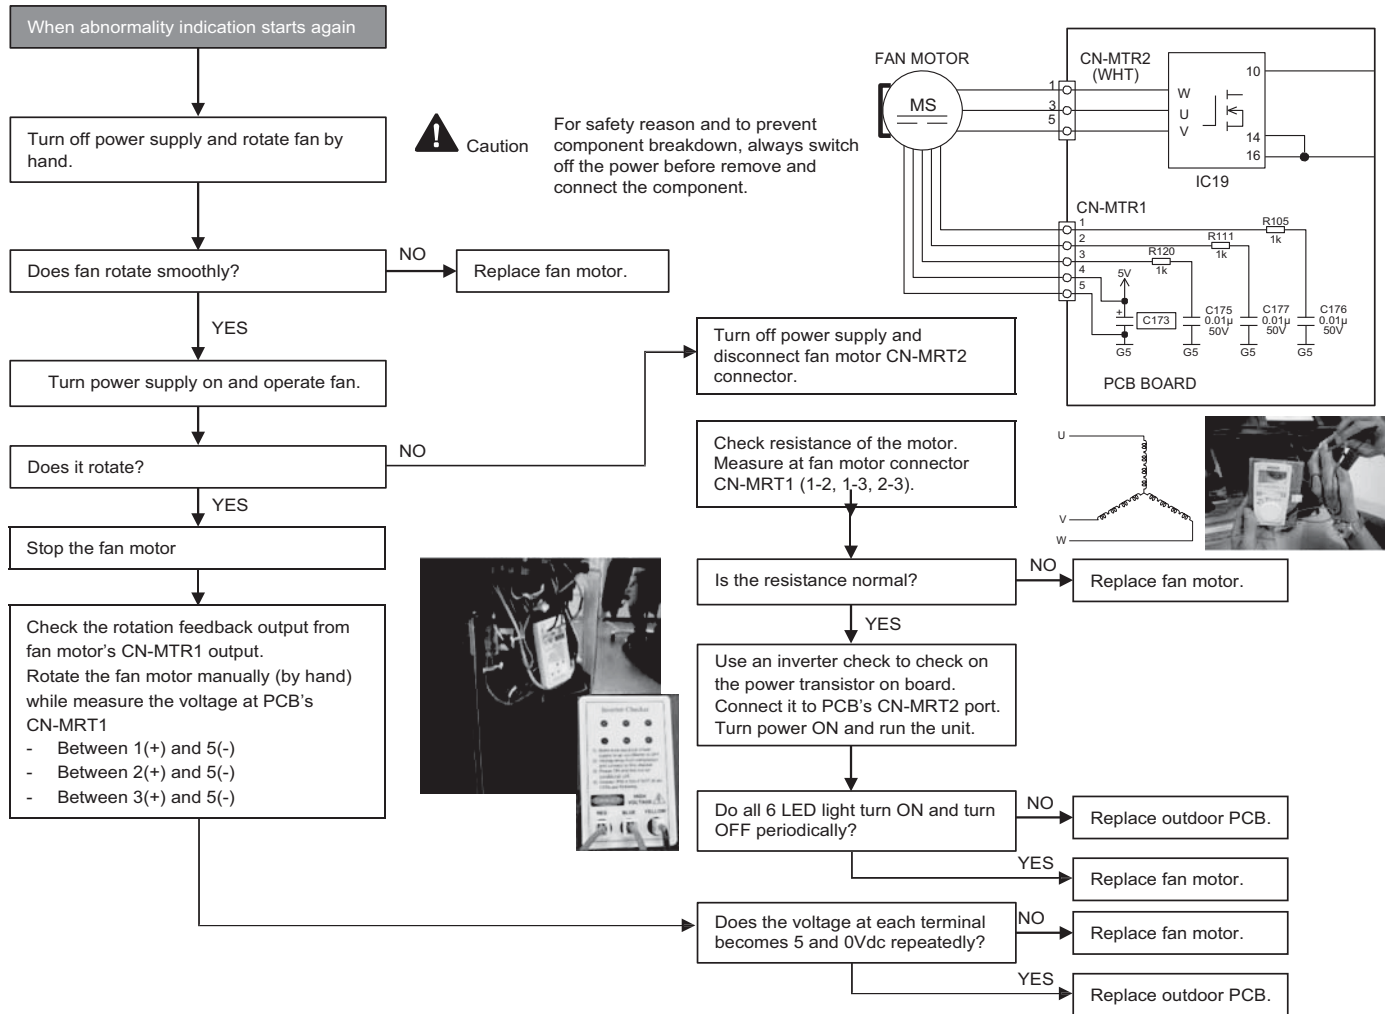 When abnormality indication starts again
Turn off power supply and rotate fan by
hand.
Caution
For safety reason and to prevent
component breakdown, always switch
off the power before remove and
connect the component.
Does fan rotate smoothly?
NO
Replace fan motor.
YES
Turn power supply on and operate fan.
Does it rotate?
NO
YES
Stop the fan motor
Check the rotation feedback output from
fan motor's CN-MTR1 output.
Rotate the fan motor manually (by hand)
while measure the voltage at PCB's
CN-MRT1
- Between 1(+) and 5(-)
- Between 2(+) and 5(-)
- Between 3(+) and 5(-)
Turn off power supply and
disconnect fan motor CN-MRT2
connector.
Check resistance of the motor.
Measure at fan motor connector
CN-MRT1 (1-2, 1-3, 2-3).
Is the resistance normal?
NO
Replace fan motor.
YES
Use an inverter check to check on
the power transistor on board.
Connect it to PCB's CN-MRT2 port.
Turn power ON and run the unit.
Do all 6 LED light turn ON and turn
OFF periodically?
NO
Replace outdoor PCB.
YES
Replace fan motor.
Does the voltage at each terminal
becomes 5 and 0Vdc repeatedly?
NO
Replace fan motor.
YES
Replace outdoor PCB.
FAN MOTOR
MS
CN-MTR2
(WHT)
1
3
5
W
U
V
10
14
16
IC19
CN-MTR1
1
2
3
4
5
R105
1k
R111
1k
R120
1k
5V
+
C173
C175
0.01µ
50V
C177
0.01µ
50V
C176
0.01µ
50V
G5
G5
G5
G5
PCB BOARD
U
V
W
Inverter Checker
HIGH
VOLTAGE
RED
BLUE
YELLOW